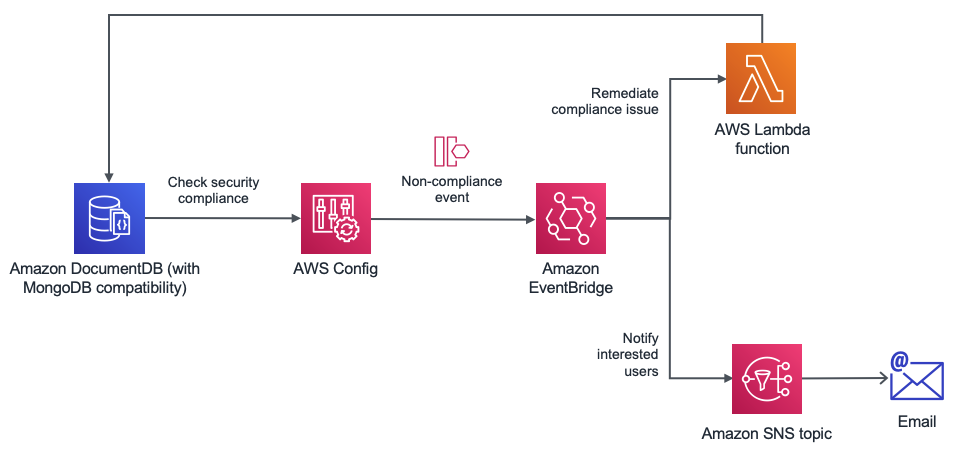 Remediate
compliance issue
AWS Lambda
function
Check security
compliance
Non-compliance
event
Amazon DocumentDB (with
MongoDB compatibility)
AWS Config
Amazon
EventBridge
Notify
interested
users
@
Amazon SNS topic
Email